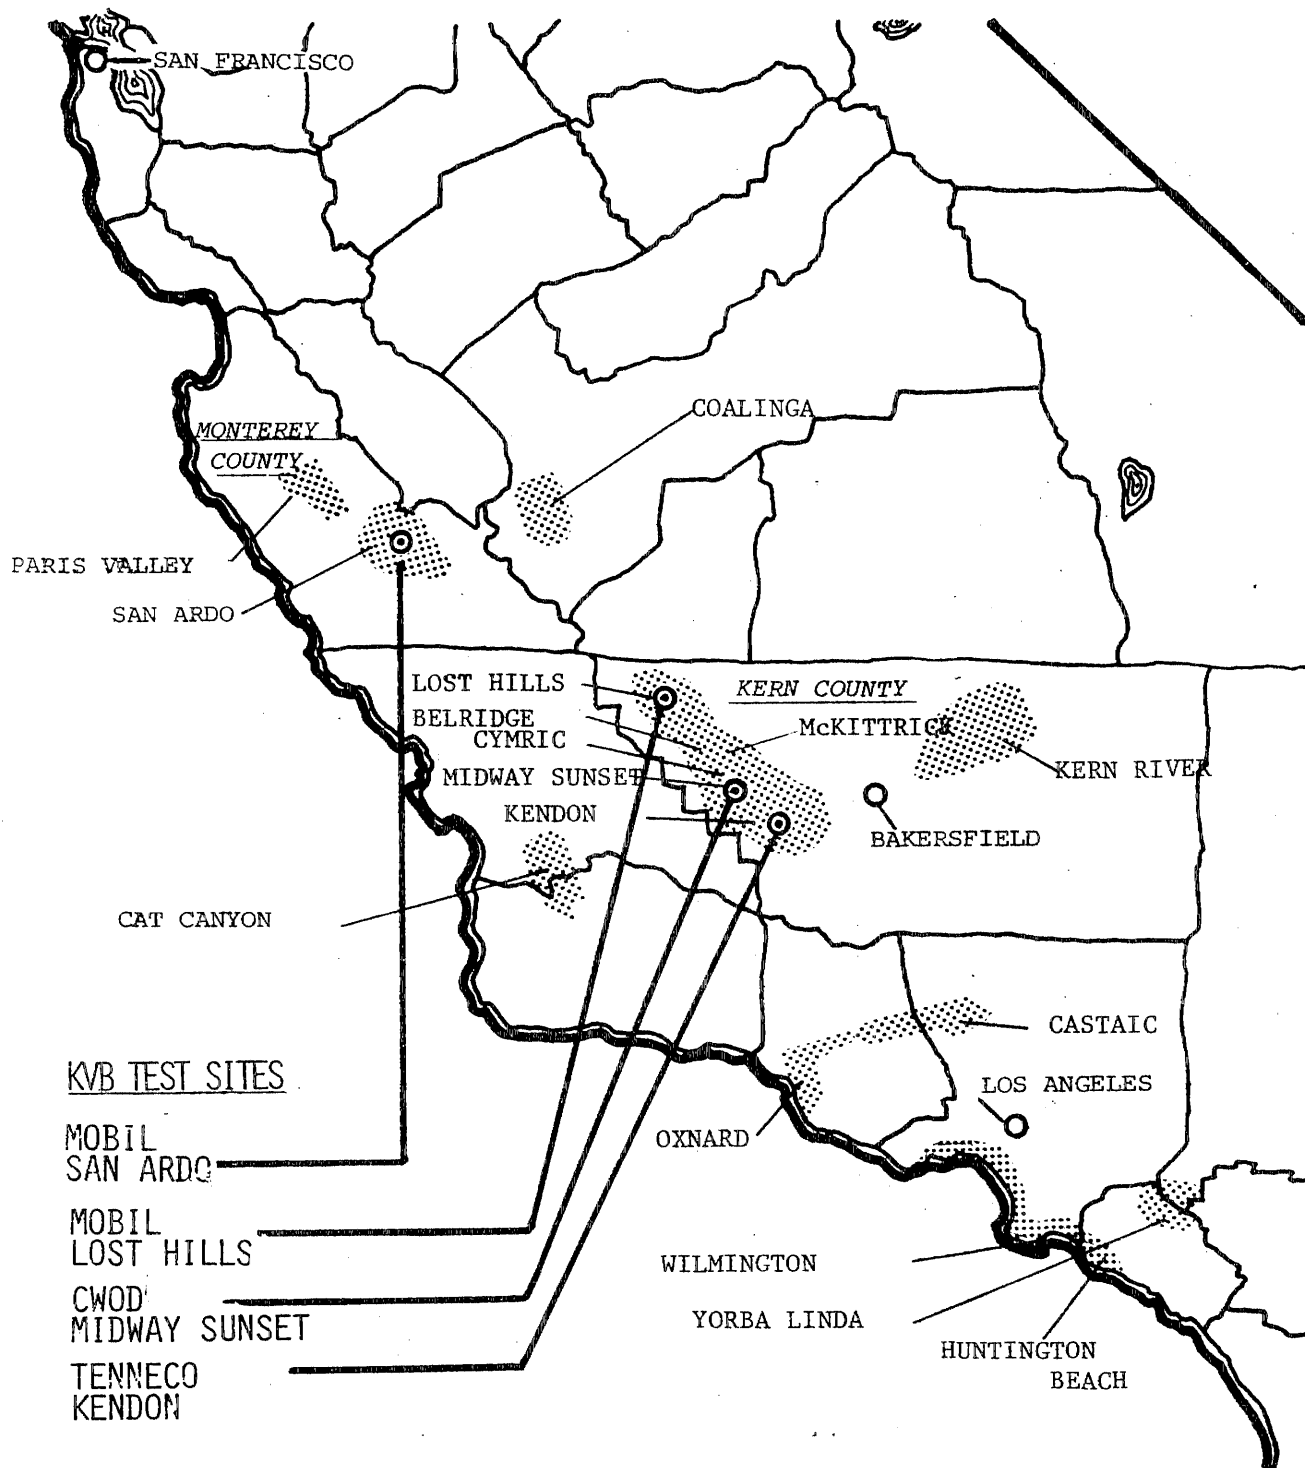 SAN FRANCISCO
COALINGA
MONTEREY
COUNTY
PARIS VALLEY
SAN ARDO
LOST HILLS
KERN COUNTY
BELRIDGE
McKITTRICK
CYMRIC
KERN RIVER
MIDWAY SUNSET
KENDON
BAKERSFIELD
CAT CANYON
CASTAIC
LOS ANGELES
OXNARD
KVB TEST SITES
MOBIL
SAN ARDO
MOBIL
LOST HILLS
CWOD
MIDWAY SUNSET
TENNECO
KENDON
WILMINGTON
YORBA LINDA
HUNTINGTON
BEACH